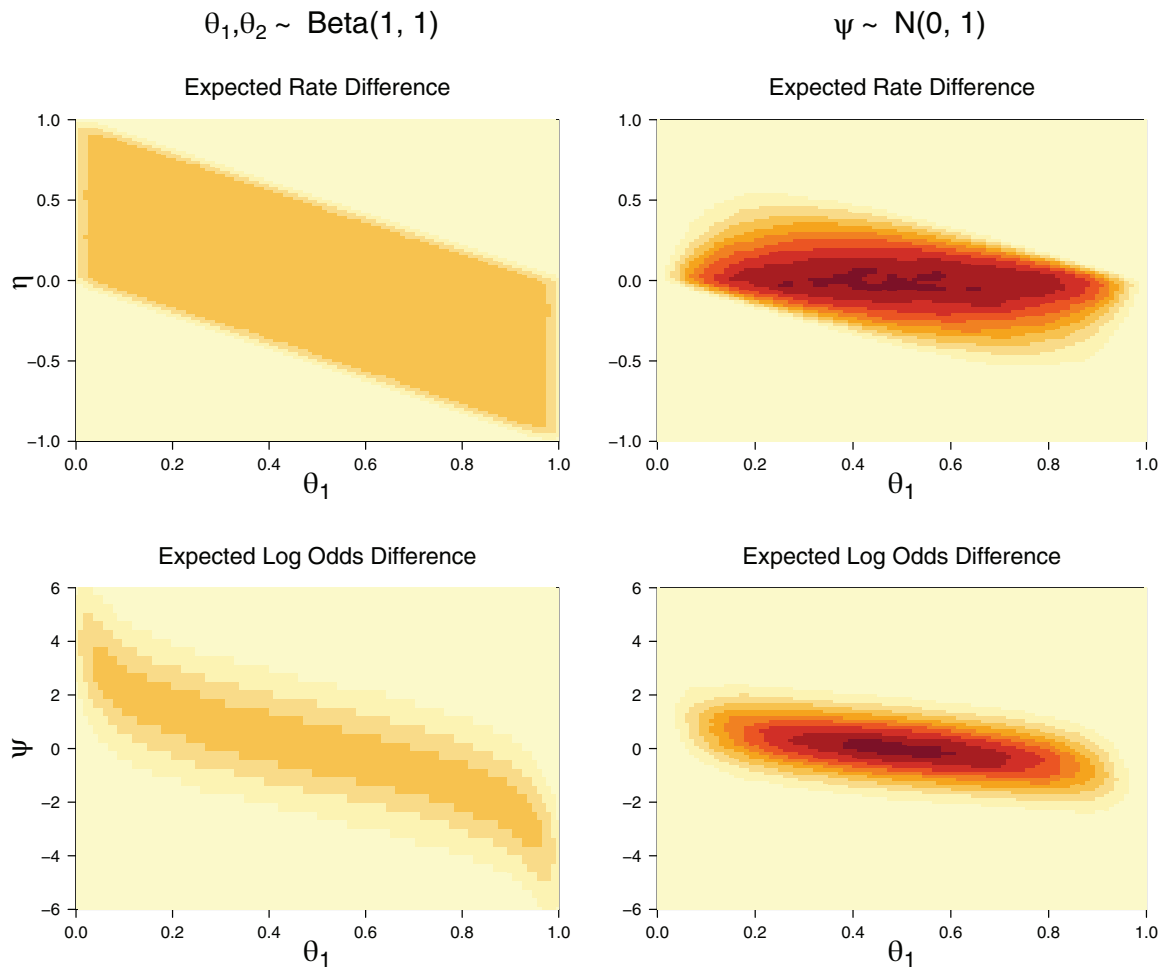 θ1,θ2 ~ Beta(1, 1)
ψ ~ N(0, 1)
Expected Rate Difference
Expected Rate Difference
1.0
0.5
0.0
−0.5
−1.0
η
0.0 0.2 0.4 0.6 0.8 1.0
θ1
1.0
0.5
0.0
−0.5
−1.0
0.0 0.2 0.4 0.6 0.8 1.0
θ1
Expected Log Odds Difference
Expected Log Odds Difference
6
4
2
0
−2
−4
−6
ψ
0.0 0.2 0.4 0.6 0.8 1.0
θ1
6
4
2
0
−2
−4
−6
0.0 0.2 0.4 0.6 0.8 1.0
θ1